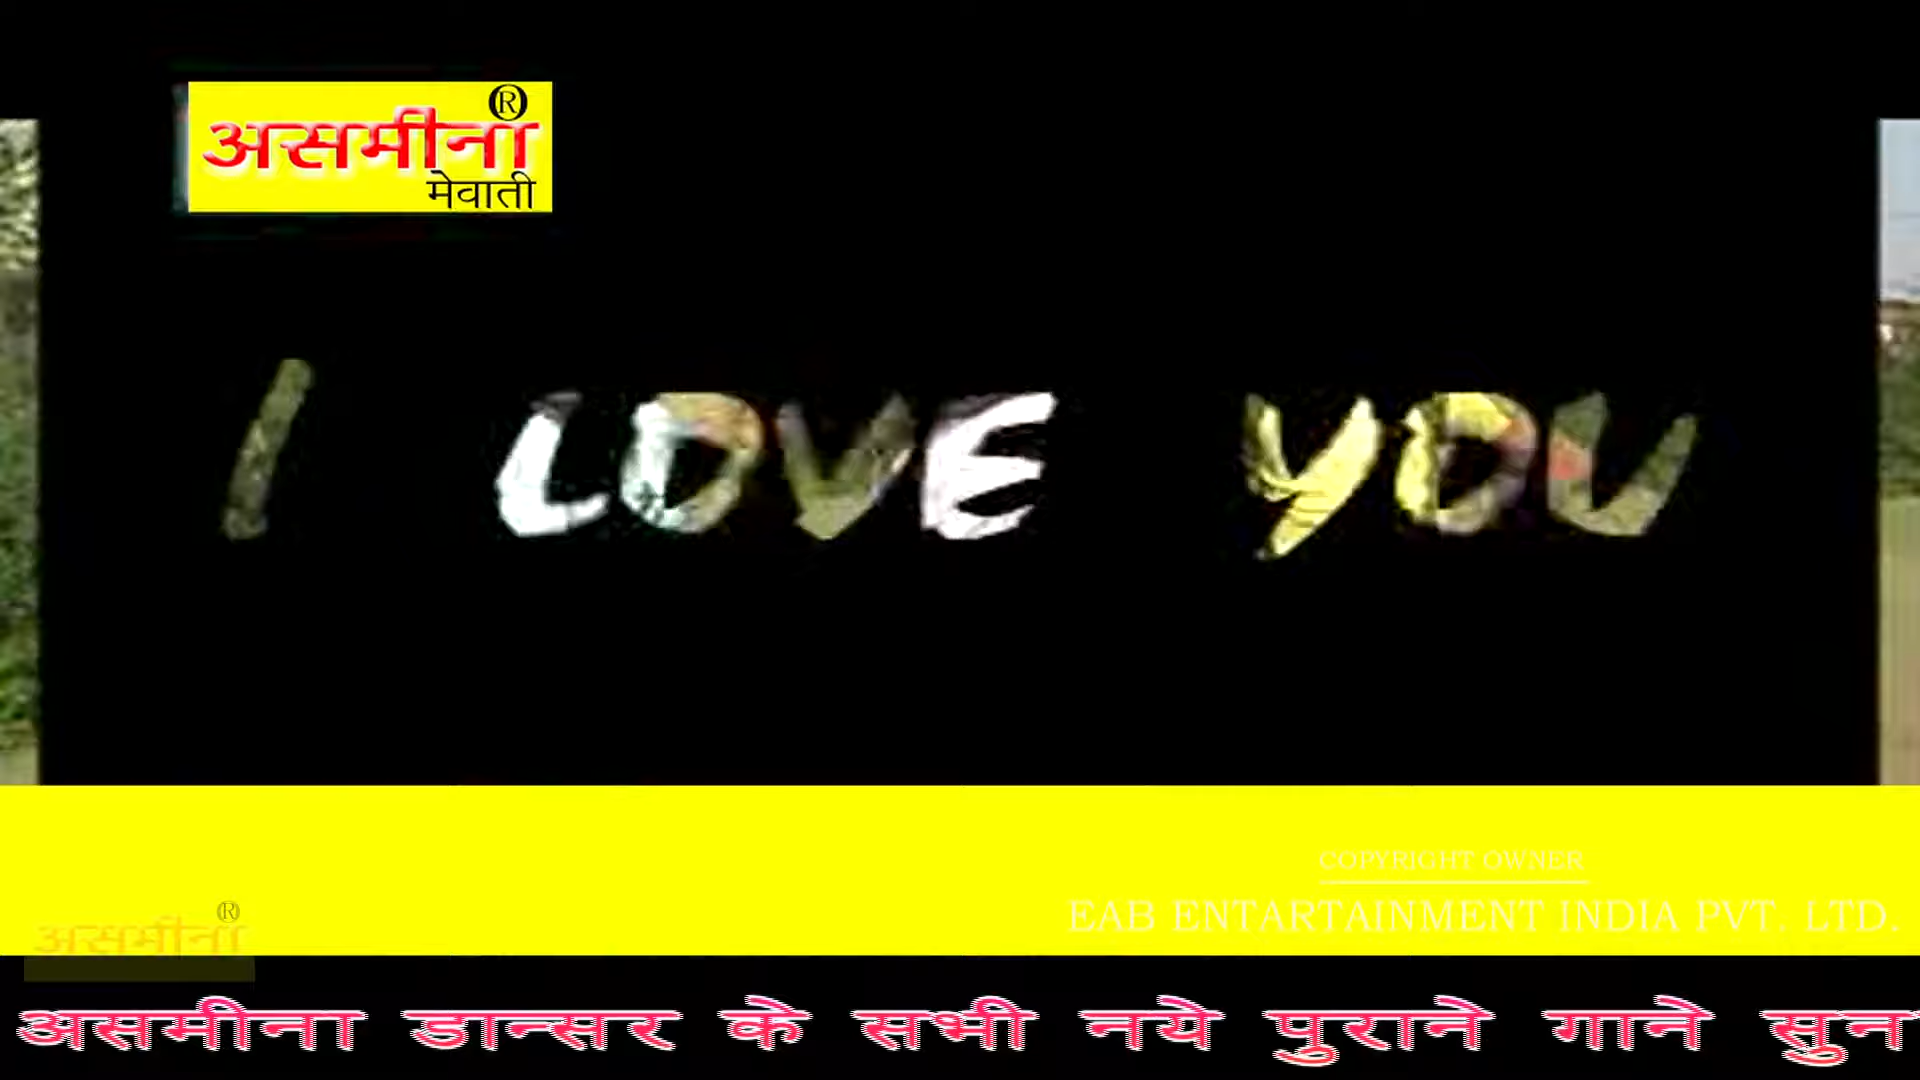 असमीना®
मेवाती
I LOVE YOU
COPYRIGHT OWNER
EAB ENTARTAINMENT INDIA PVT. LTD.
असमीना®
असमीना डान्सर के सभी नये पुराने गाने सुन